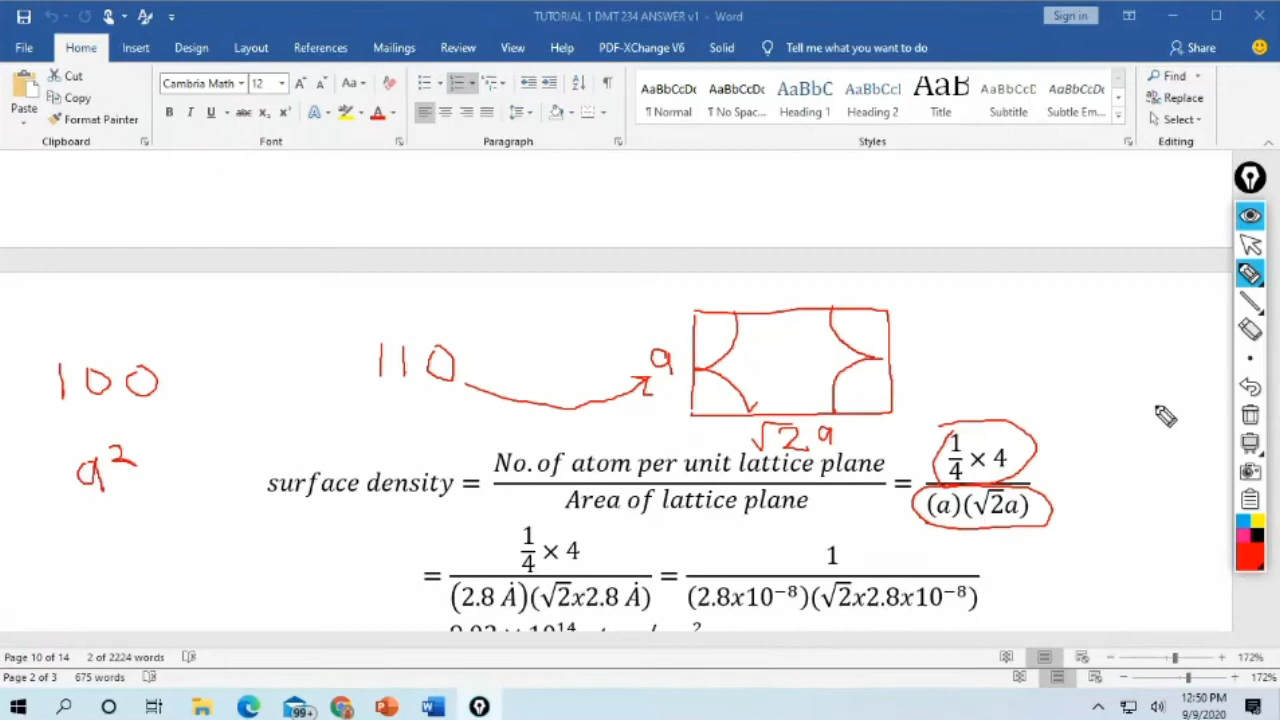 TUTORIAL 1 DMT 234 ANSWER v1 - Word
Sign in
File Home Insert Design Layout References Mailings Review View Help PDF-XChange V6 Solid Tell me what you want to do Share
Paste
Cut
Copy
Format Painter
Clipboard
Cambria Math 12
Font
Paragraph
AaBbCcDc AaBbCcDc AaBbC AaBbCcI AaB AaBbCcD AaBbCcDc
¶ Normal ¶ No Spac... Heading 1 Heading 2 Title Subtitle Subtle Em...
Styles
Find
Replace
Select
Editing
100
a²
110
a
√2 a
surface density = No. of atom per unit lattice plane / Area of lattice plane = 1/4 × 4 / (a)(√2a)
= 1/4 × 4 / (2.8 Å)(√2x2.8 Å) = 1 / (2.8x10⁻⁸)(√2x2.8x10⁻⁸)
Page 10 of 14 2 of 2224 words 172%
Page 2 of 3 675 words 172%
99+
12:50 PM
9/9/2020